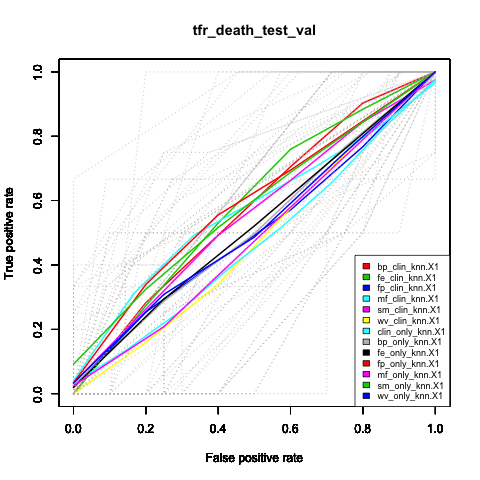 tfr_death_test_val
True positive rate
1.0
0.8
0.6
0.4
0.2
0.0
bp_clin_knn.X1
fe_clin_knn.X1
fp_clin_knn.X1
mf_clin_knn.X1
sm_clin_knn.X1
wv_clin_knn.X1
clin_only_knn.X1
bp_only_knn.X1
fe_only_knn.X1
fp_only_knn.X1
mf_only_knn.X1
sm_only_knn.X1
wv_only_knn.X1
0.0 0.2 0.4 0.6 0.8 1.0
False positive rate